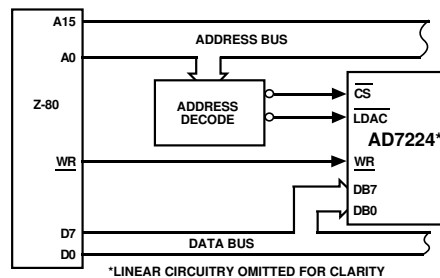 A15
ADDRESS BUS
A0
Z-80
ADDRESS
DECODE
CS
LDAC
AD7224*
WR
WR
DB7
DB0
D7
DATA BUS
D0
*LINEAR CIRCUITRY OMITTED FOR CLARITY